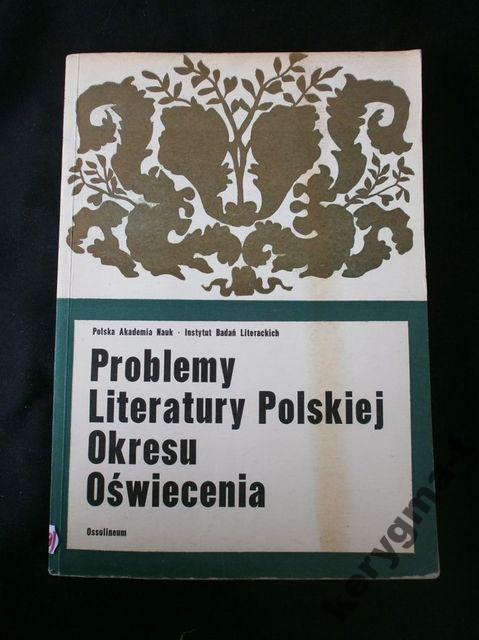 Polska Akademia Nauk · Instytut Badań Literackich
Problemy
Literatury Polskiej
Okresu
Oświecenia
Ossolineum
kerygma-t